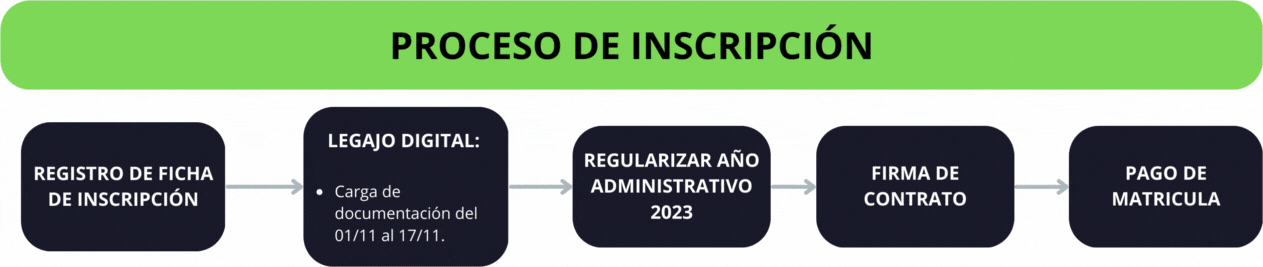 PROCESO DE INSCRIPCIÓN
REGISTRO DE FICHA
DE INSCRIPCIÓN
LEGAJO DIGITAL:
• Carga de
documentación del
01/11 al 17/11.
REGULARIZAR AÑO
ADMINISTRATIVO
2023
FIRMA DE
CONTRATO
PAGO DE
MATRICULA